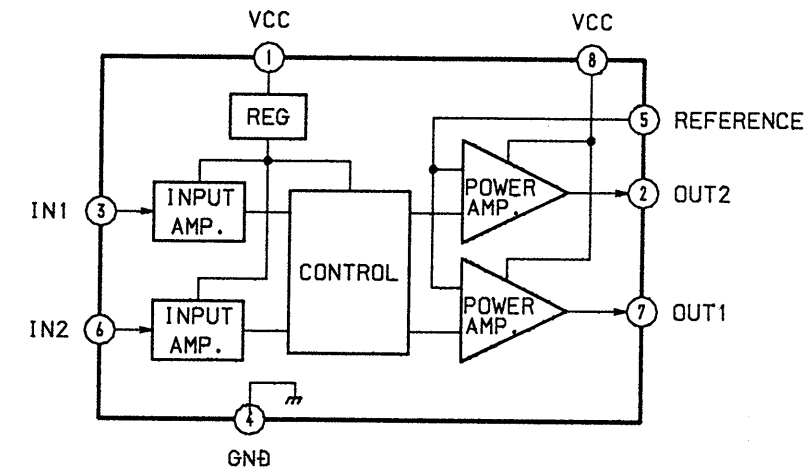 VCC
VCC
1
8
REG
5 REFERENCE
IN1 3
INPUT
AMP.
POWER
AMP.
2 OUT2
CONTROL
IN2 6
INPUT
AMP.
POWER
AMP.
7 OUT1
4
GND